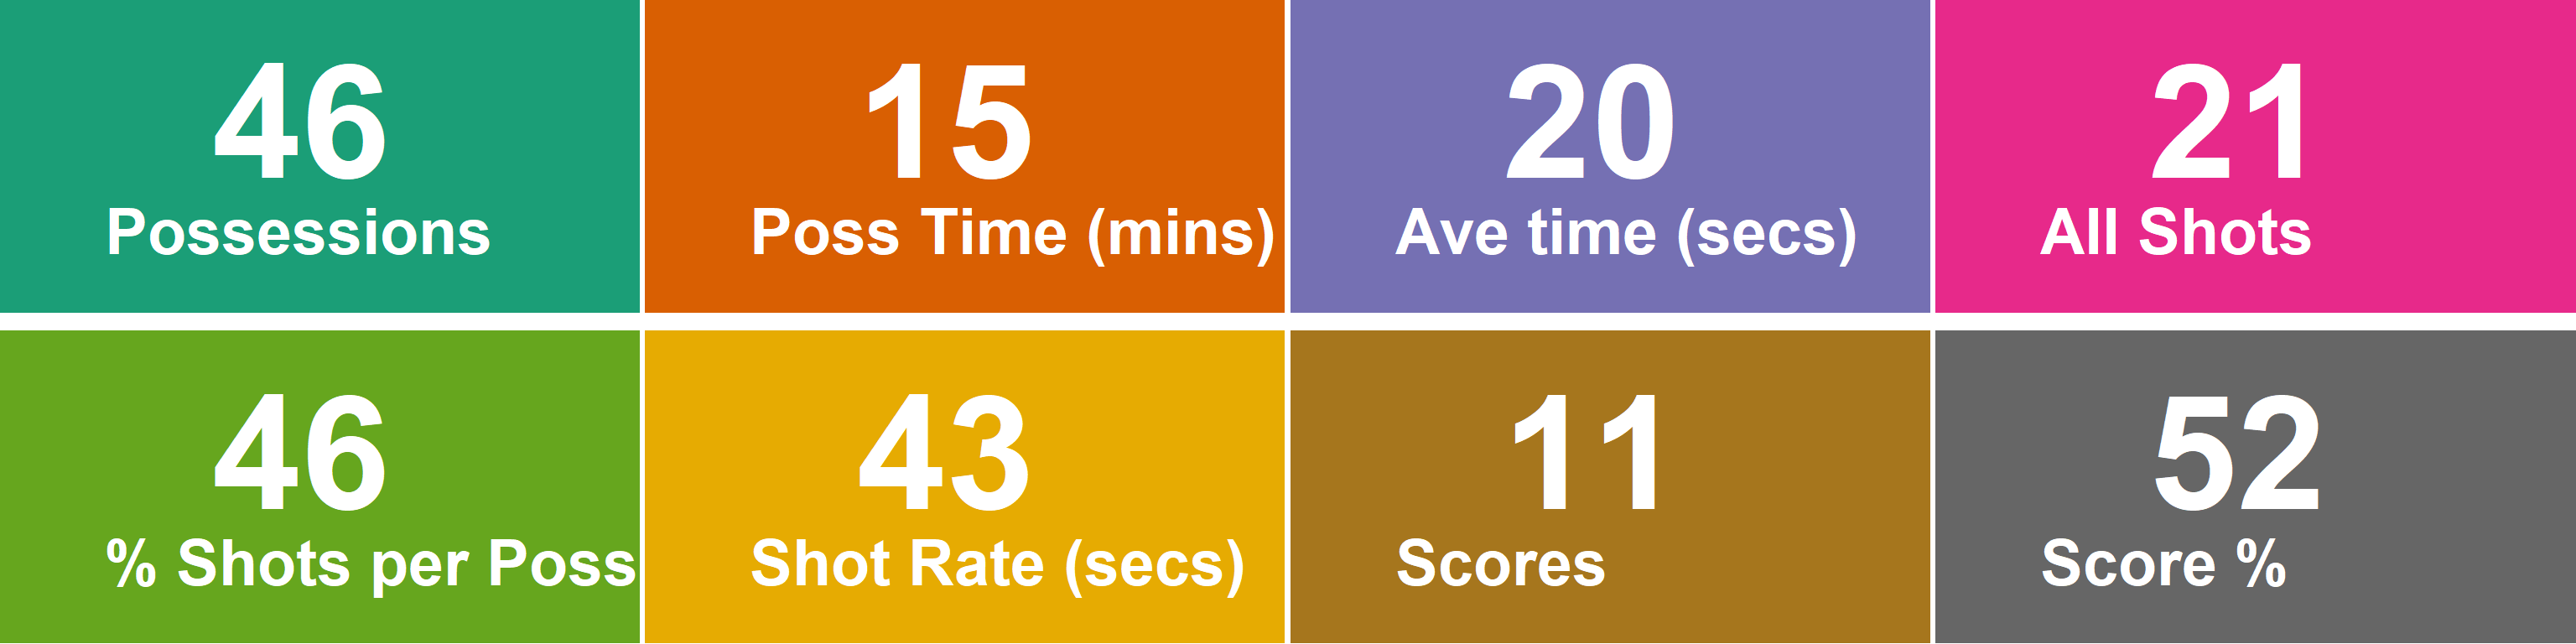 46
Possessions
15
Poss Time (mins)
20
Ave time (secs)
21
All Shots
46
% Shots per Poss
43
Shot Rate (secs)
11
Scores
52
Score %